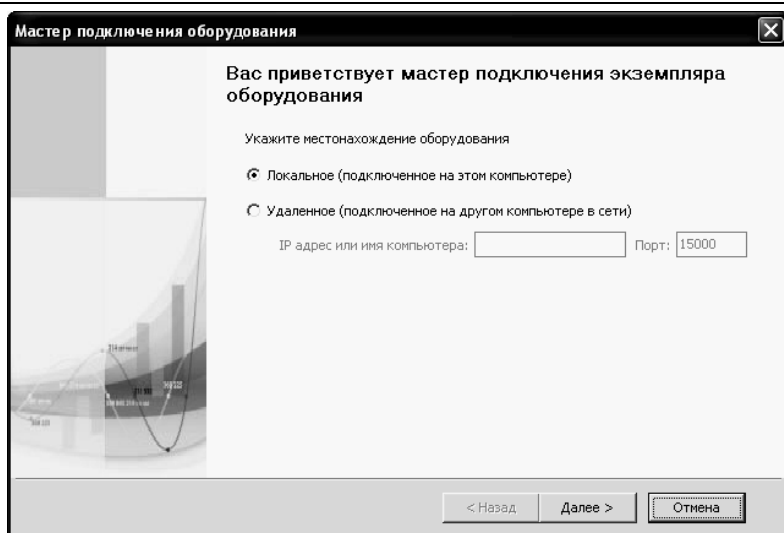 Мастер подключения оборудования
Вас приветствует мастер подключения экземпляра
оборудования
Укажите местонахождение оборудования
Локальное (подключенное на этом компьютере)
Удаленное (подключенное на другом компьютере в сети)
IP адрес или имя компьютера: Порт: 15000
< Назад Далее > Отмена